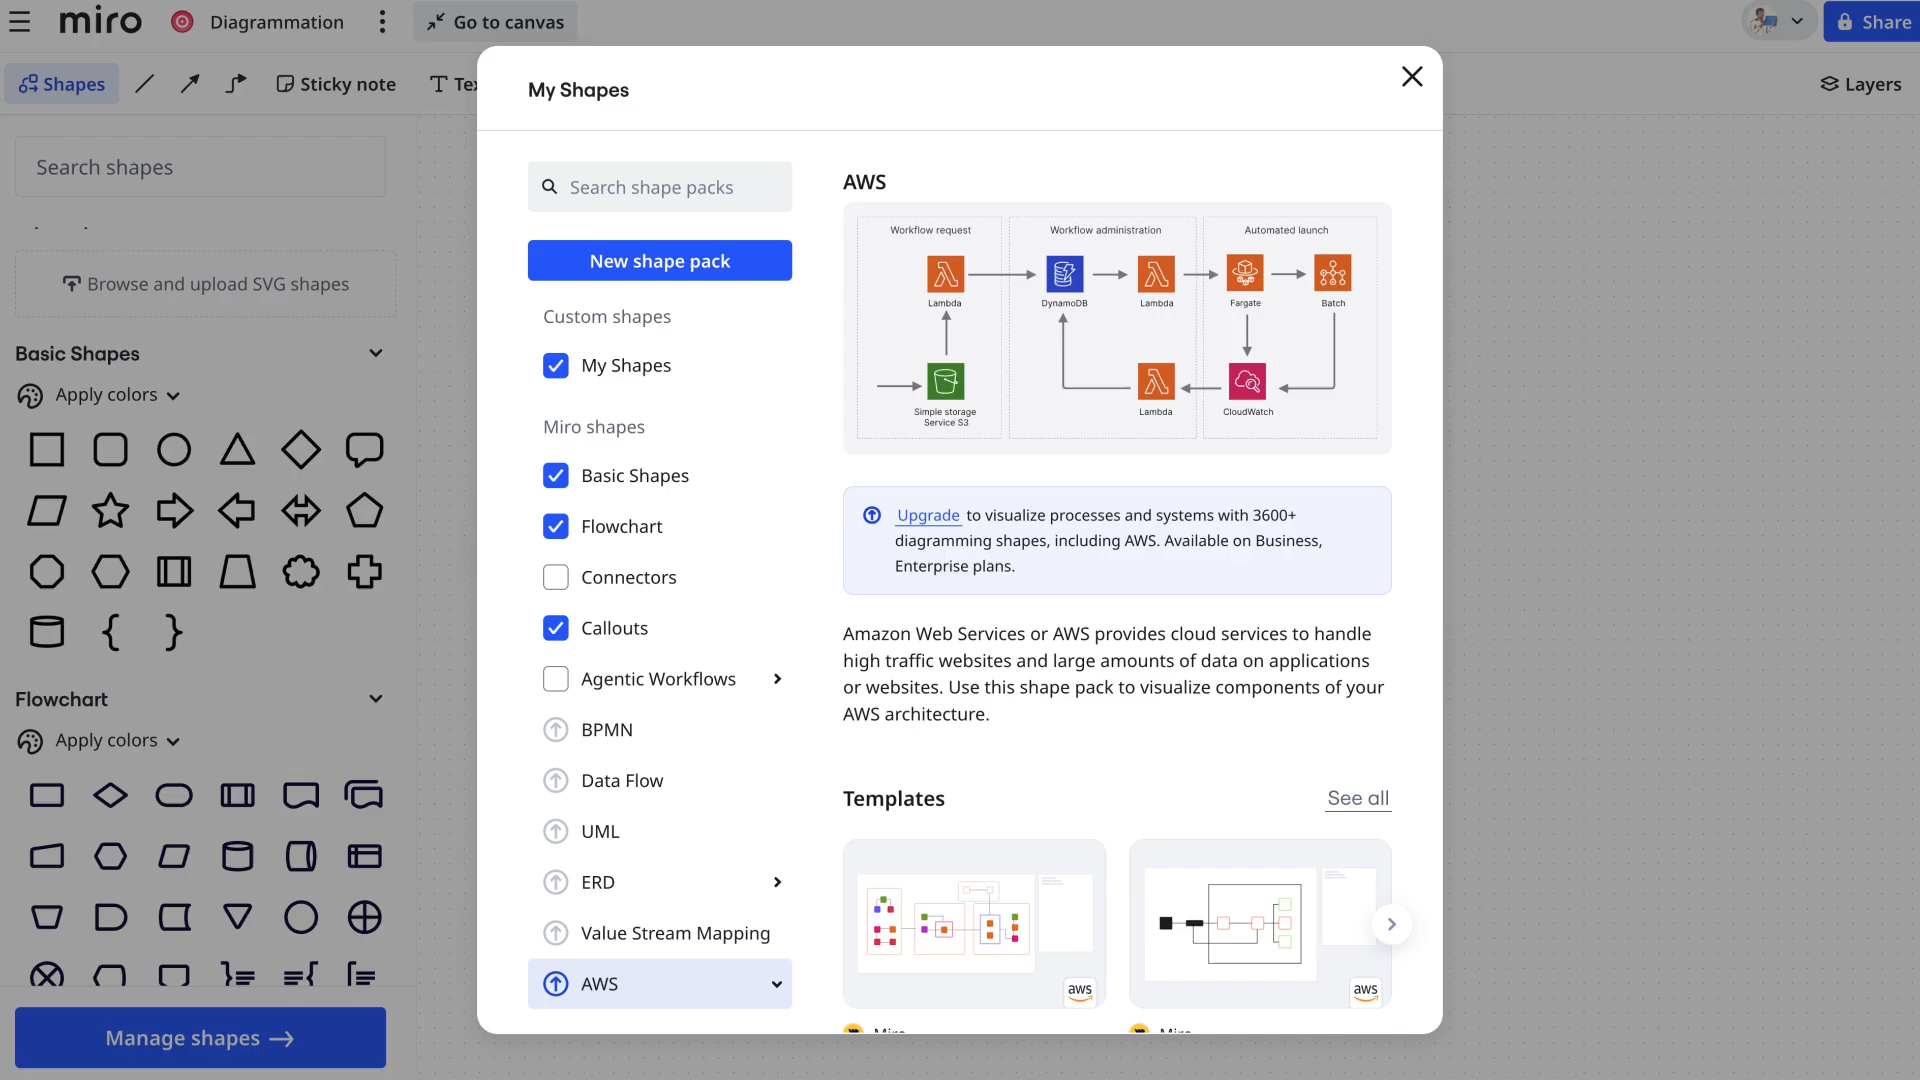 miro
Diagrammation
Go to canvas
Share
Shapes
Sticky note
Layers
Search shapes
Browse and upload SVG shapes
Basic Shapes
Apply colors
Flowchart
Apply colors
Manage shapes
My Shapes
Search shape packs
New shape pack
Custom shapes
My Shapes
Miro shapes
Basic Shapes
Flowchart
Connectors
Callouts
Agentic Workflows
BPMN
Data Flow
UML
ERD
Value Stream Mapping
AWS
AWS
Workflow request
Workflow administration
Automated launch
Lambda
DynamoDB
Lambda
Fargate
Batch
Simple storage
Service S3
Lambda
CloudWatch
Upgrade to visualize processes and systems with 3600+
diagramming shapes, including AWS. Available on Business,
Enterprise plans.
Amazon Web Services or AWS provides cloud services to handle
high traffic websites and large amounts of data on applications
or websites. Use this shape pack to visualize components of your
AWS architecture.
Templates
See all
aws
aws
Miro
Miro